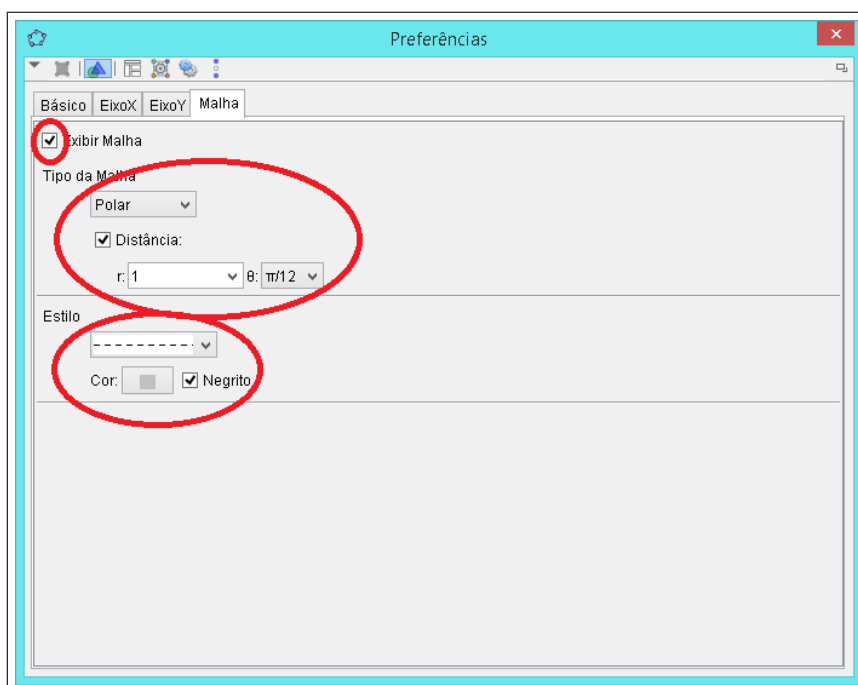 Preferências
Básico EixoX EixoY Malha
Exibir Malha
Tipo da Malha
Polar
Distância:
r: 1 θ: π/12
Estilo
Cor: Negrito